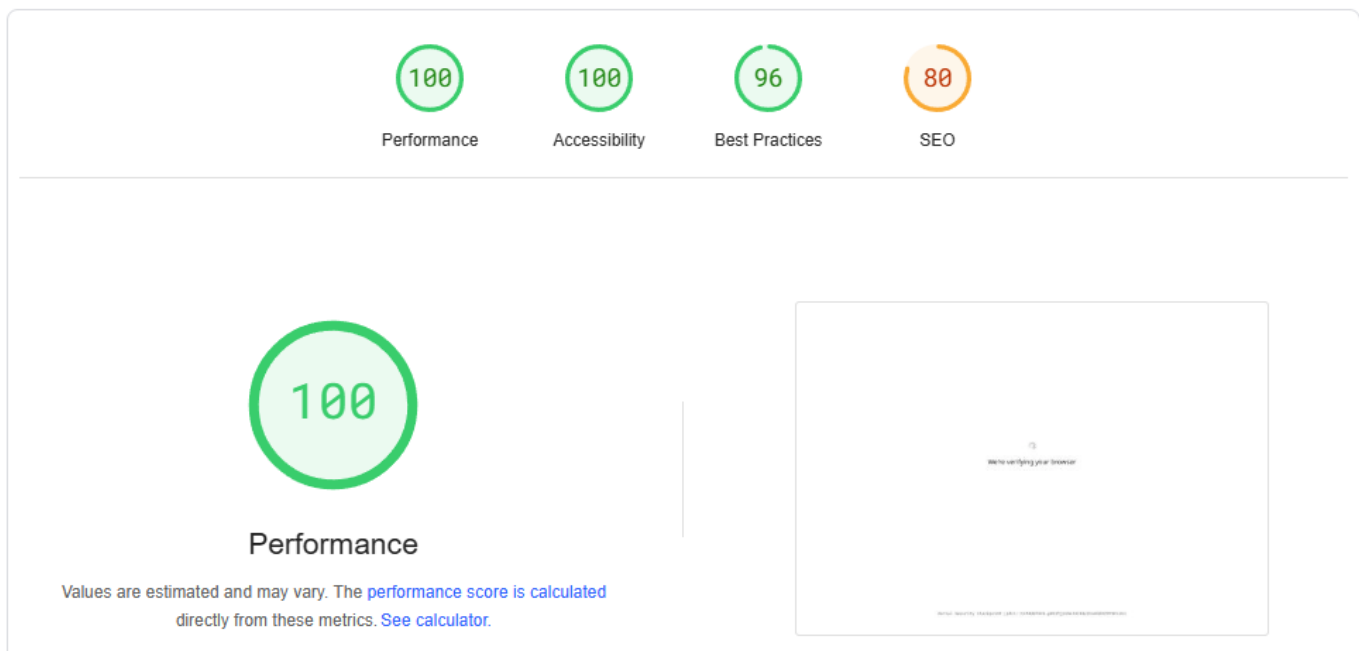 100
100
96
80
Performance
Accessibility
Best Practices
SEO
100
Performance
Values are estimated and may vary. The performance score is calculated
directly from these metrics. See calculator.
We're verifying your browser